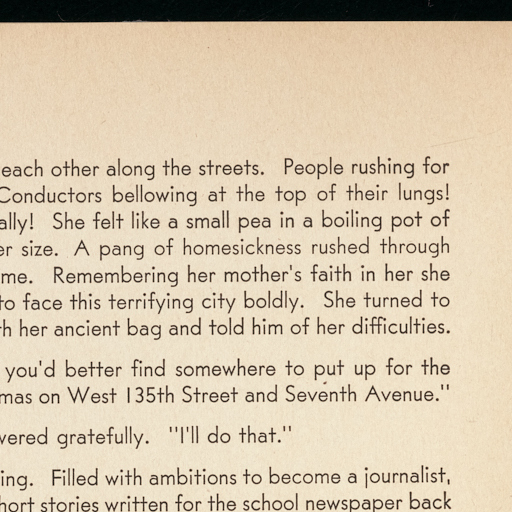 each other along the streets. People rushing for
Conductors bellowing at the top of their lungs!
ally! She felt like a small pea in a boiling pot of
er size. A pang of homesickness rushed through
me. Remembering her mother's faith in her she
to face this terrifying city boldly. She turned to
h her ancient bag and told him of her difficulties.
you'd better find somewhere to put up for the
mas on West 135th Street and Seventh Avenue."
vered gratefully. "I'll do that."
ing. Filled with ambitions to become a journalist,
hort stories written for the school newspaper back